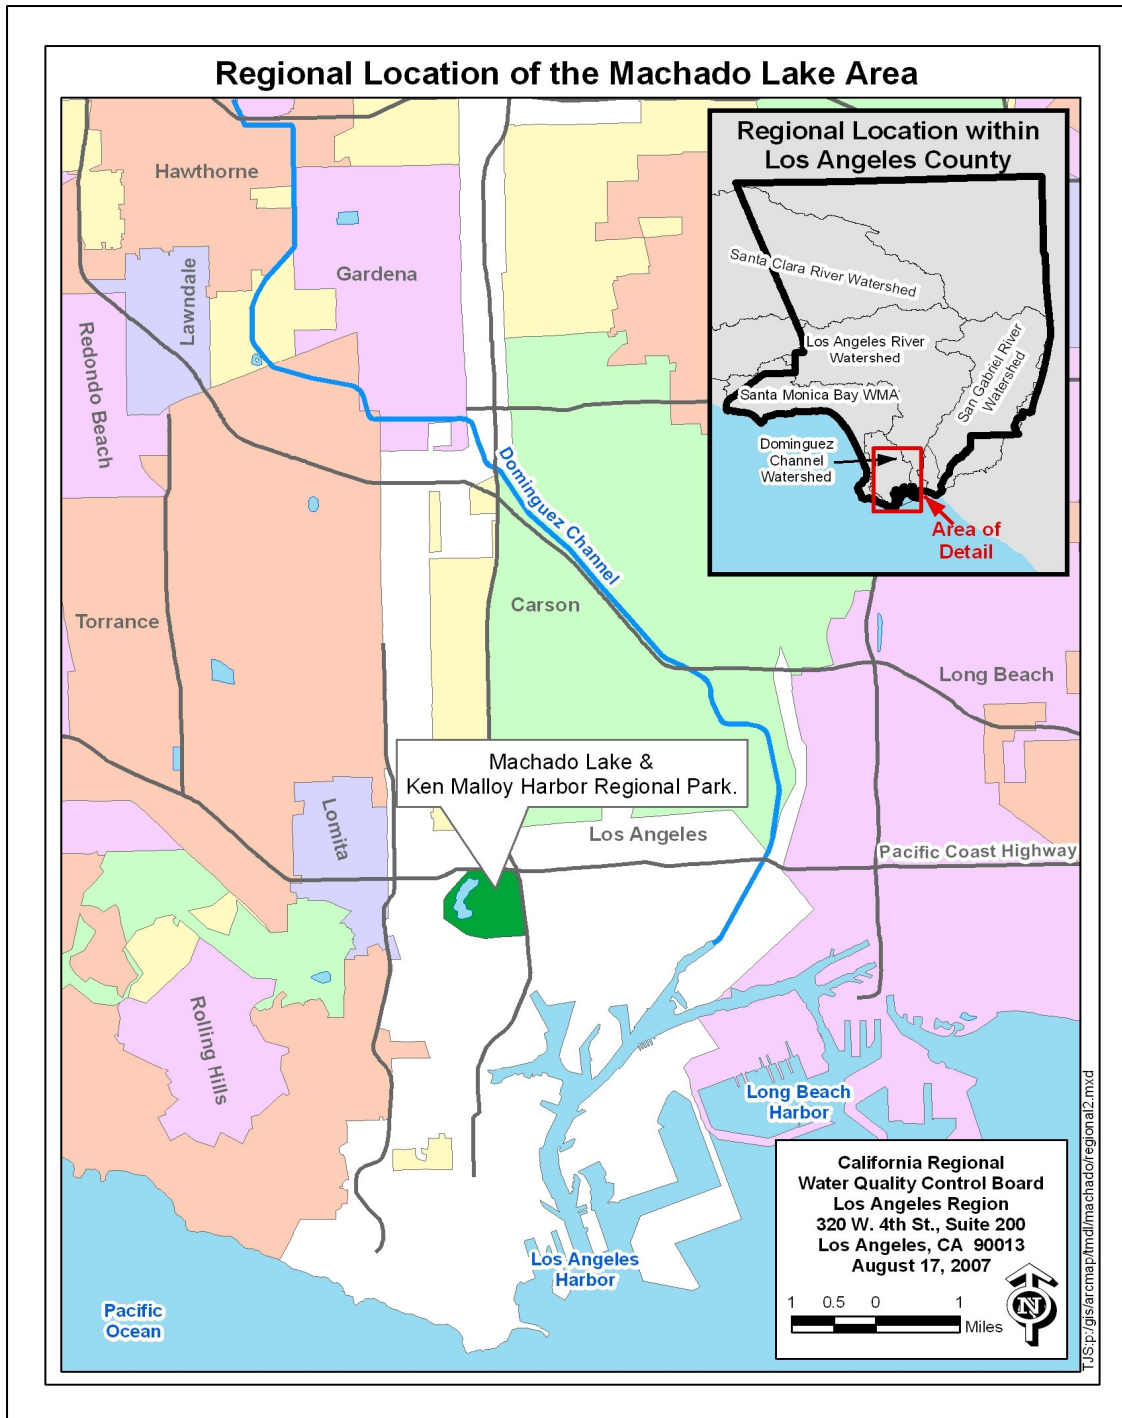 Regional Location of the Machado Lake Area
Regional Location within
Los Angeles County
Santa Clara River Watershed
Los Angeles River
Watershed
San Gabriel River
Watershed
Santa Monica Bay WMA
Dominguez
Channel
Watershed
Area of
Detail
Hawthorne
Gardena
Lawndale
Redondo Beach
Dominguez Channel
Carson
Torrance
Long Beach
Machado Lake &
Ken Malloy Harbor Regional Park.
Lomita
Los Angeles
Pacific Coast Highway
Rolling Hills
Long Beach
Harbor
Los Angeles
Harbor
Pacific
Ocean
California Regional
Water Quality Control Board
Los Angeles Region
320 W. 4th St., Suite 200
Los Angeles, CA 90013
August 17, 2007
1 0.5 0 1
Miles
N
TJS:p:/gis/arcmap/tmdl/machado/regional2.mxd